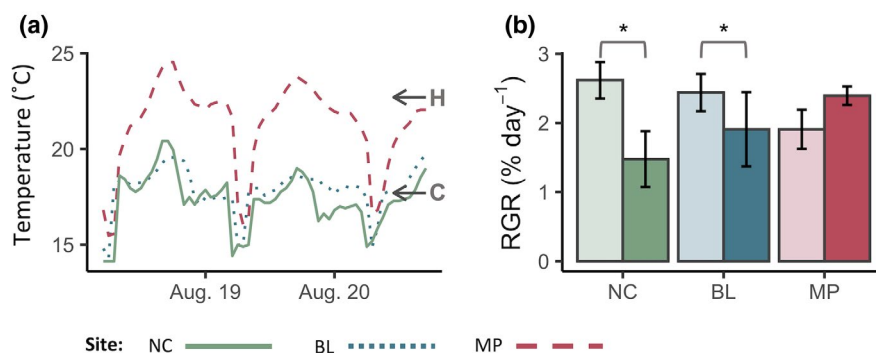 (a)
Temperature (˚C)
25
20
15
H
C
Aug. 19
Aug. 20
(b)
RGR (% day⁻¹)
3
2
1
0
*
*
NC
BL
MP
Site: NC BL MP